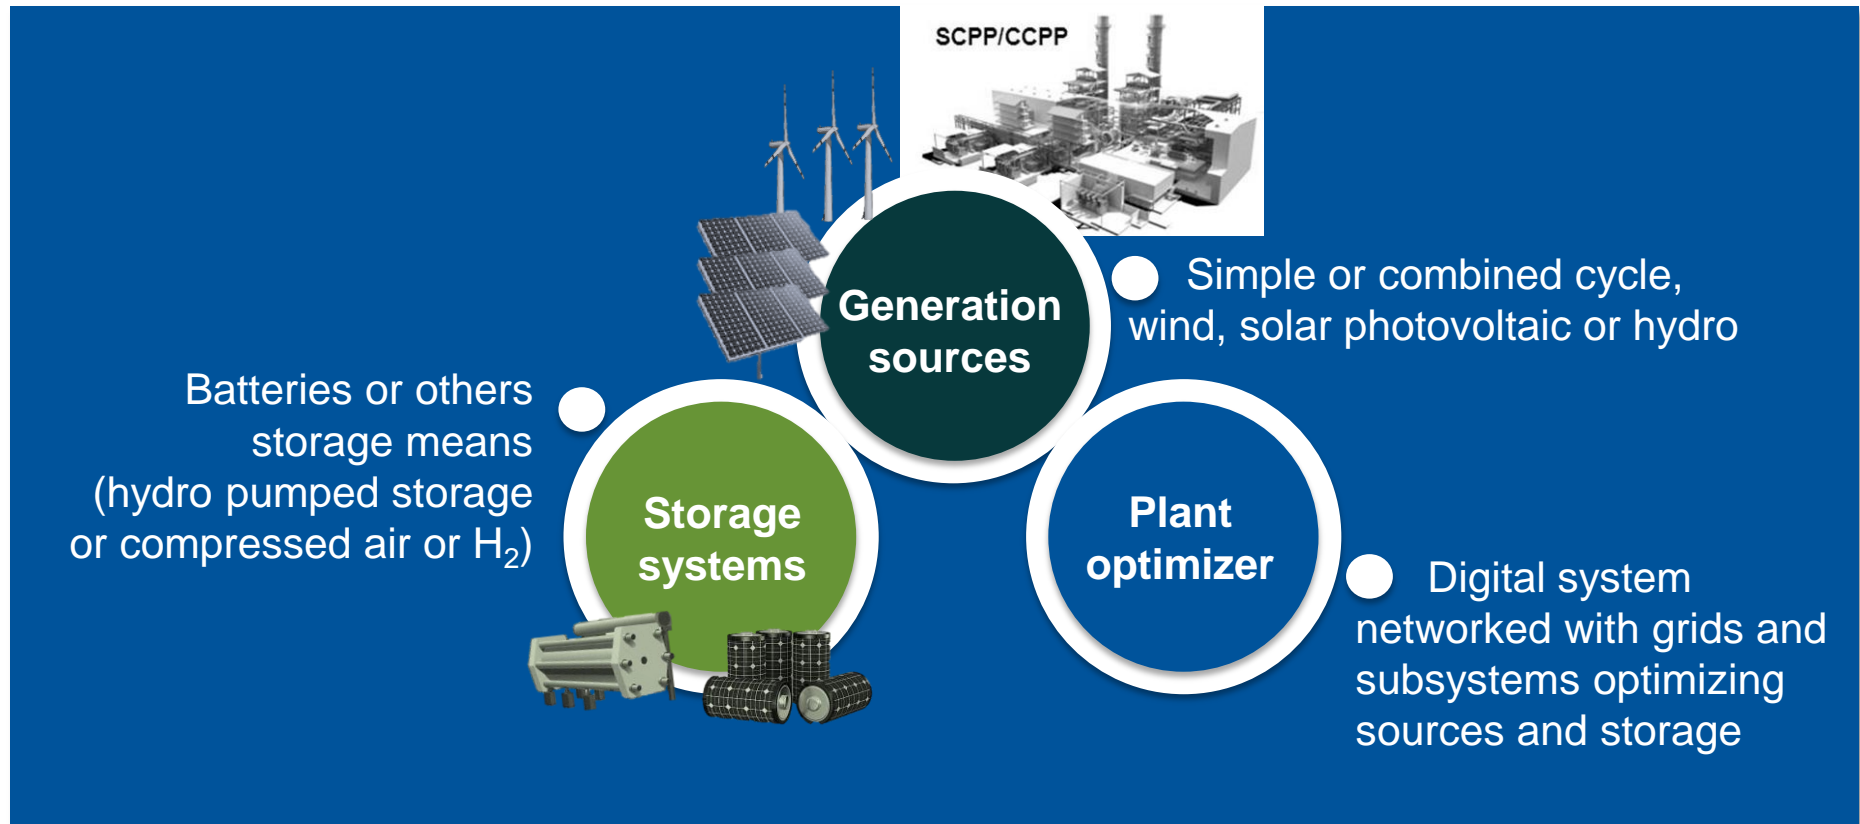 SCPP/CCPP
Generation
sources
Simple or combined cycle,
wind, solar photovoltaic or hydro
Batteries or others
storage means
(hydro pumped storage
or compressed air or H₂)
Storage
systems
Plant
optimizer
Digital system
networked with grids and
subsystems optimizing
sources and storage